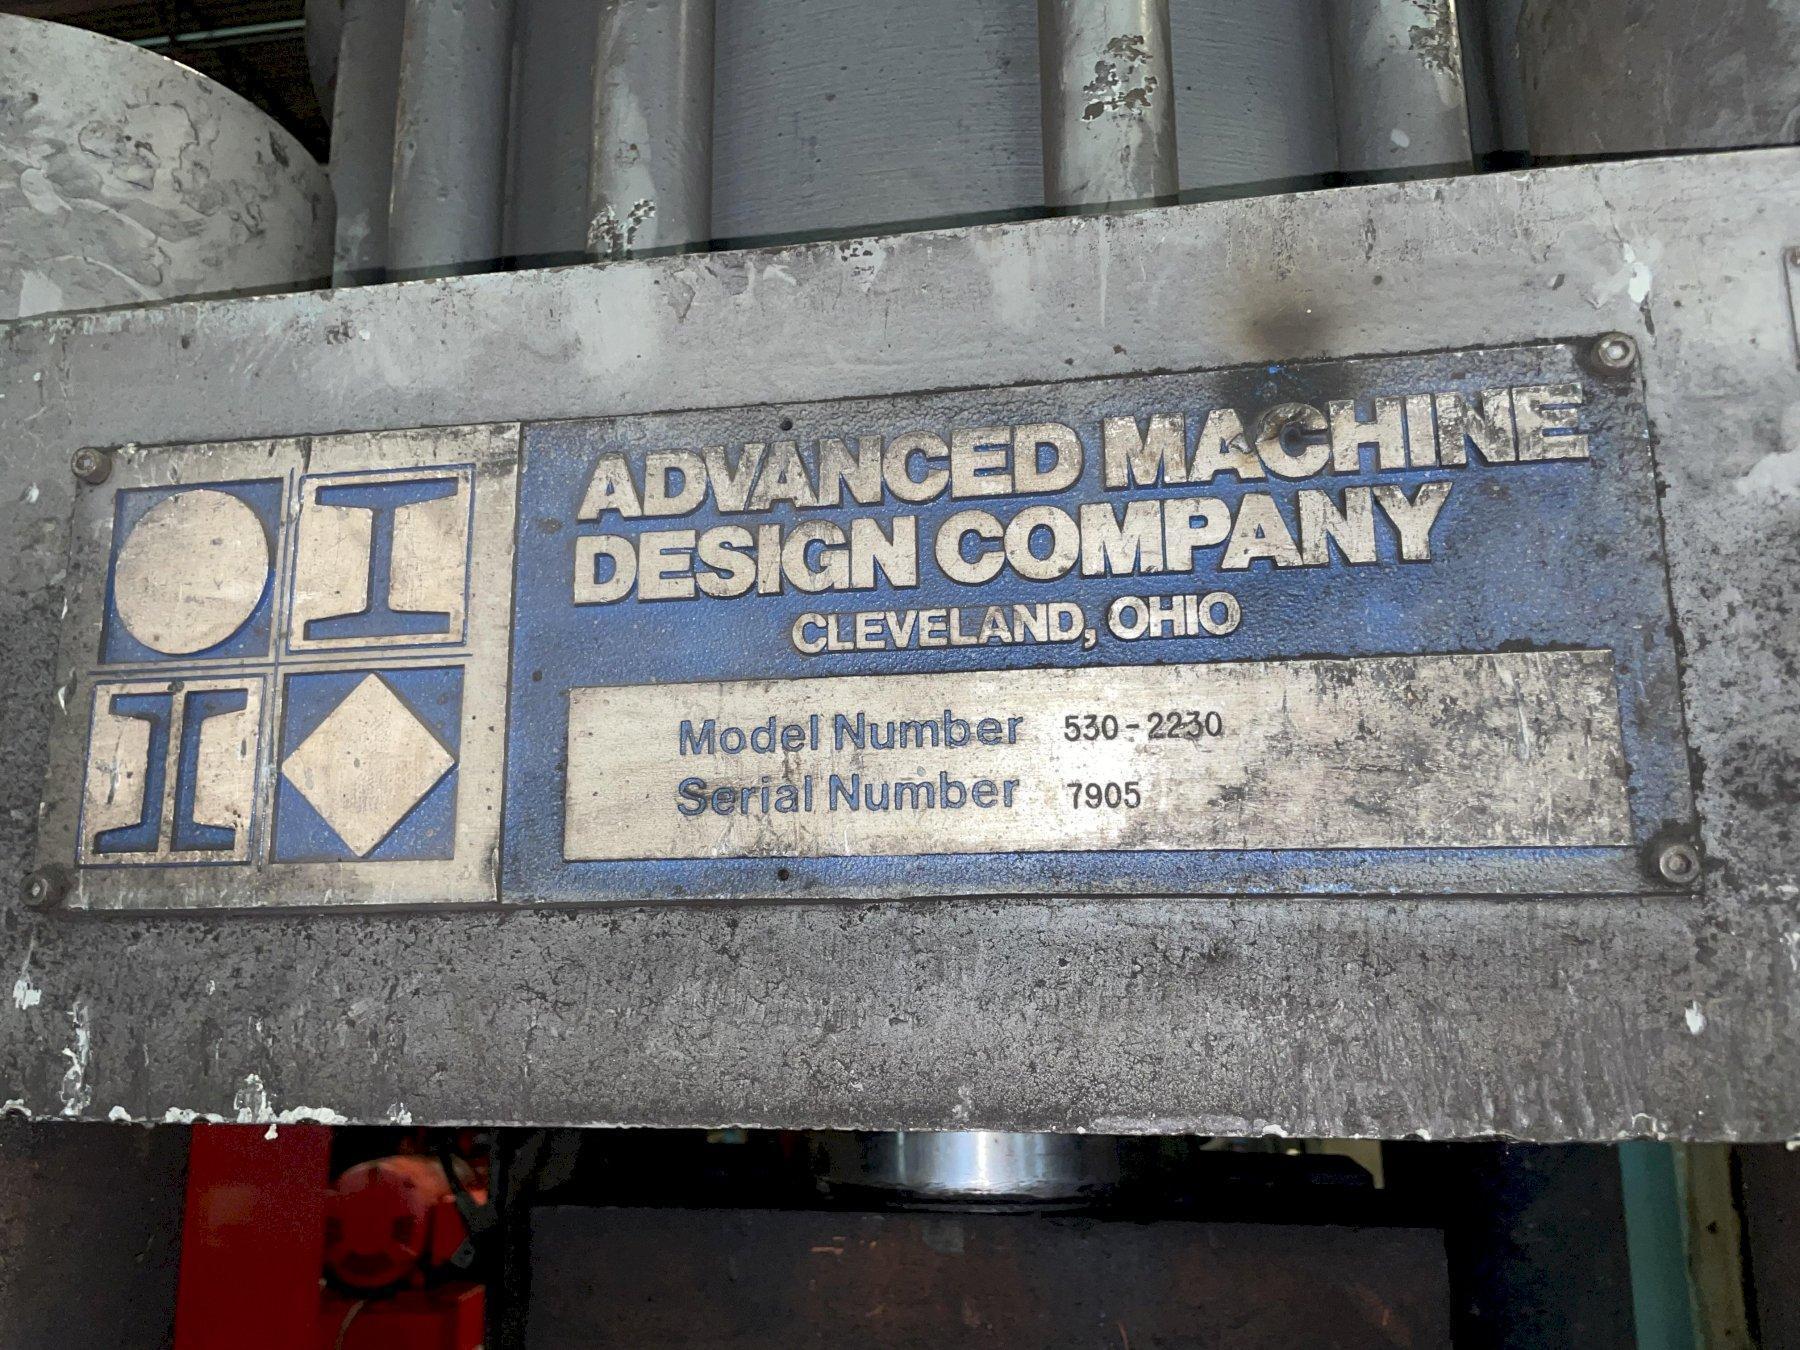 ADVANCED MACHINE
DESIGN COMPANY
CLEVELAND, OHIO
Model Number 530-2230
Serial Number 7905